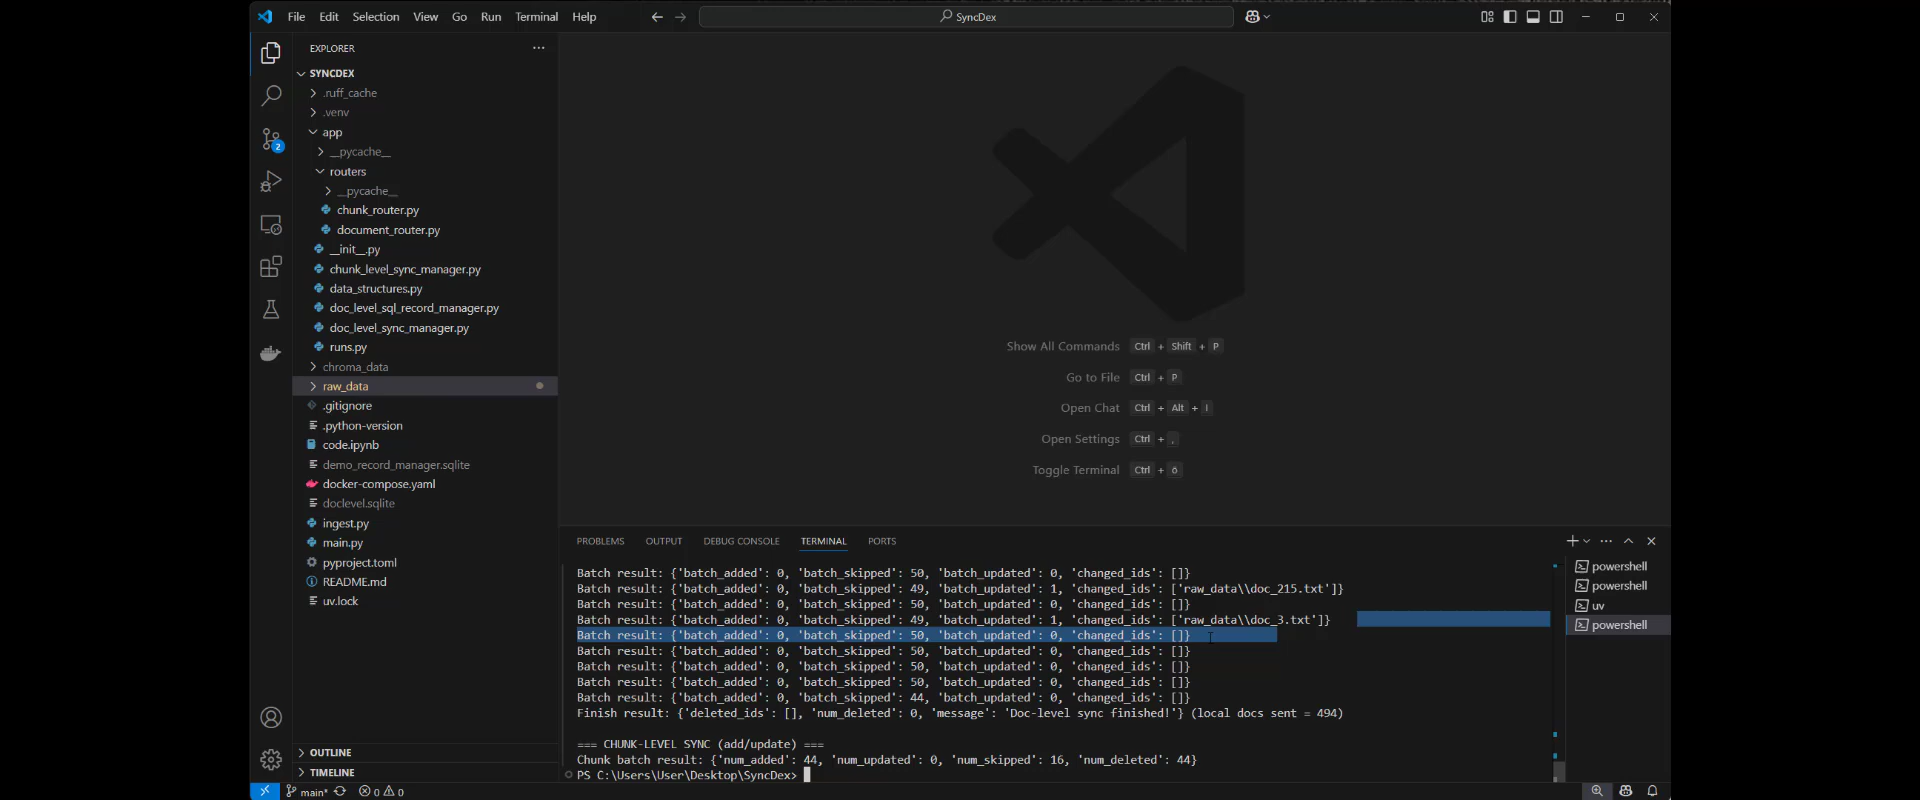 File Edit Selection View Go Run Terminal Help
SyncDex
EXPLORER
SYNCDEX
.ruff_cache
.venv
app
__pycache__
routers
__pycache__
chunk_router.py
document_router.py
__init__.py
chunk_level_sync_manager.py
data_structures.py
doc_level_sql_record_manager.py
doc_level_sync_manager.py
runs.py
chroma_data
raw_data
.gitignore
.python-version
code.ipynb
demo_record_manager.sqlite
docker-compose.yaml
doclevel.sqlite
ingest.py
main.py
pyproject.toml
README.md
uv.lock
OUTLINE
TIMELINE
2
Show All Commands Ctrl + Shift + P
Go to File Ctrl + P
Open Chat Ctrl + Alt + I
Open Settings Ctrl + ,
Toggle Terminal Ctrl + ö
PROBLEMS OUTPUT DEBUG CONSOLE TERMINAL PORTS
Batch result: {'batch_added': 0, 'batch_skipped': 50, 'batch_updated': 0, 'changed_ids': []}
Batch result: {'batch_added': 0, 'batch_skipped': 49, 'batch_updated': 1, 'changed_ids': ['raw_data\\doc_215.txt']}
Batch result: {'batch_added': 0, 'batch_skipped': 50, 'batch_updated': 0, 'changed_ids': []}
Batch result: {'batch_added': 0, 'batch_skipped': 49, 'batch_updated': 1, 'changed_ids': ['raw_data\\doc_3.txt']}
Batch result: {'batch_added': 0, 'batch_skipped': 50, 'batch_updated': 0, 'changed_ids': []}
Batch result: {'batch_added': 0, 'batch_skipped': 50, 'batch_updated': 0, 'changed_ids': []}
Batch result: {'batch_added': 0, 'batch_skipped': 50, 'batch_updated': 0, 'changed_ids': []}
Batch result: {'batch_added': 0, 'batch_skipped': 50, 'batch_updated': 0, 'changed_ids': []}
Batch result: {'batch_added': 0, 'batch_skipped': 44, 'batch_updated': 0, 'changed_ids': []}
Finish result: {'deleted_ids': [], 'num_deleted': 0, 'message': 'Doc-level sync finished!'} (local docs sent = 494)
=== CHUNK-LEVEL SYNC (add/update) ===
Chunk batch result: {'num_added': 44, 'num_updated': 0, 'num_skipped': 16, 'num_deleted': 44}
PS C:\Users\User\Desktop\SyncDex>
powershell
powershell
uv
powershell
main* 0 0